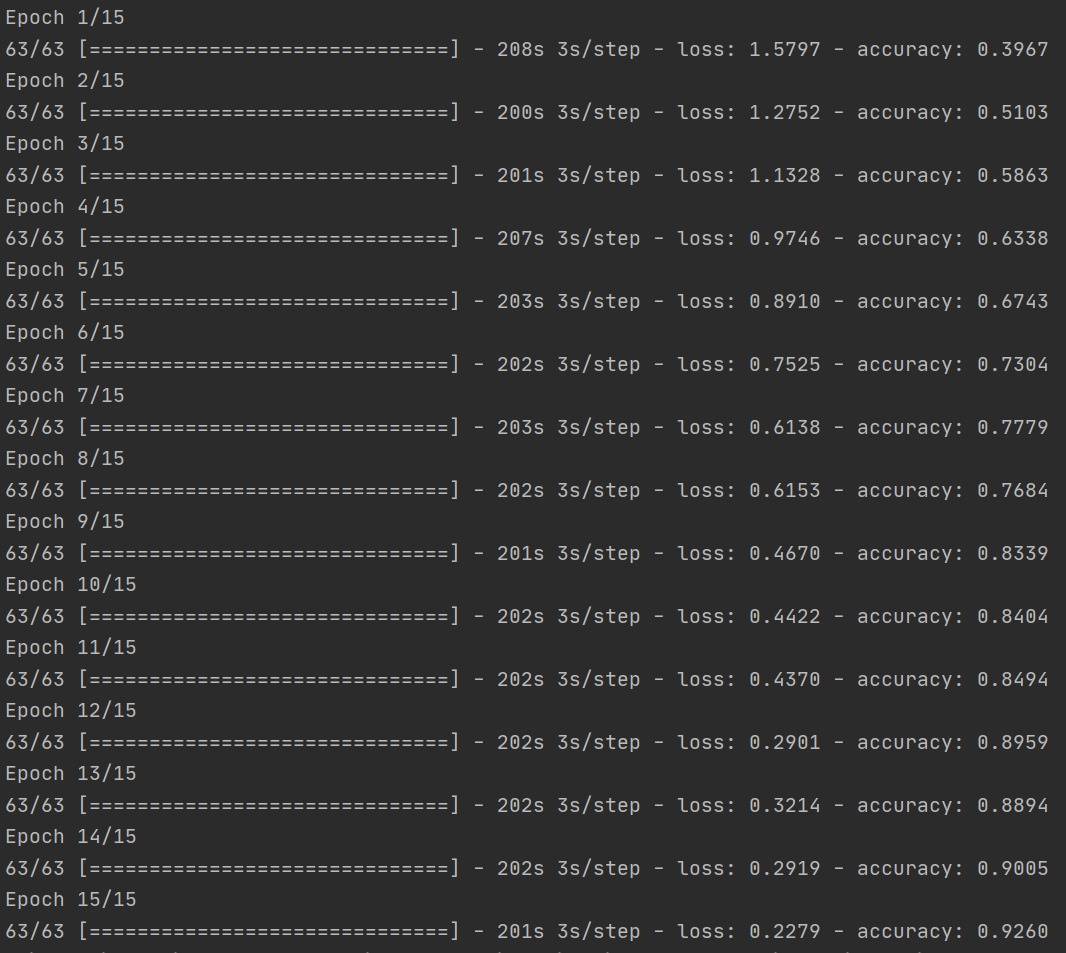 Epoch 1/15
63/63 [==============================] - 208s 3s/step - loss: 1.5797 - accuracy: 0.3967
Epoch 2/15
63/63 [==============================] - 200s 3s/step - loss: 1.2752 - accuracy: 0.5103
Epoch 3/15
63/63 [==============================] - 201s 3s/step - loss: 1.1328 - accuracy: 0.5863
Epoch 4/15
63/63 [==============================] - 207s 3s/step - loss: 0.9746 - accuracy: 0.6338
Epoch 5/15
63/63 [==============================] - 203s 3s/step - loss: 0.8910 - accuracy: 0.6743
Epoch 6/15
63/63 [==============================] - 202s 3s/step - loss: 0.7525 - accuracy: 0.7304
Epoch 7/15
63/63 [==============================] - 203s 3s/step - loss: 0.6138 - accuracy: 0.7779
Epoch 8/15
63/63 [==============================] - 202s 3s/step - loss: 0.6153 - accuracy: 0.7684
Epoch 9/15
63/63 [==============================] - 201s 3s/step - loss: 0.4670 - accuracy: 0.8339
Epoch 10/15
63/63 [==============================] - 202s 3s/step - loss: 0.4422 - accuracy: 0.8404
Epoch 11/15
63/63 [==============================] - 202s 3s/step - loss: 0.4370 - accuracy: 0.8494
Epoch 12/15
63/63 [==============================] - 202s 3s/step - loss: 0.2901 - accuracy: 0.8959
Epoch 13/15
63/63 [==============================] - 202s 3s/step - loss: 0.3214 - accuracy: 0.8894
Epoch 14/15
63/63 [==============================] - 202s 3s/step - loss: 0.2919 - accuracy: 0.9005
Epoch 15/15
63/63 [==============================] - 201s 3s/step - loss: 0.2279 - accuracy: 0.9260